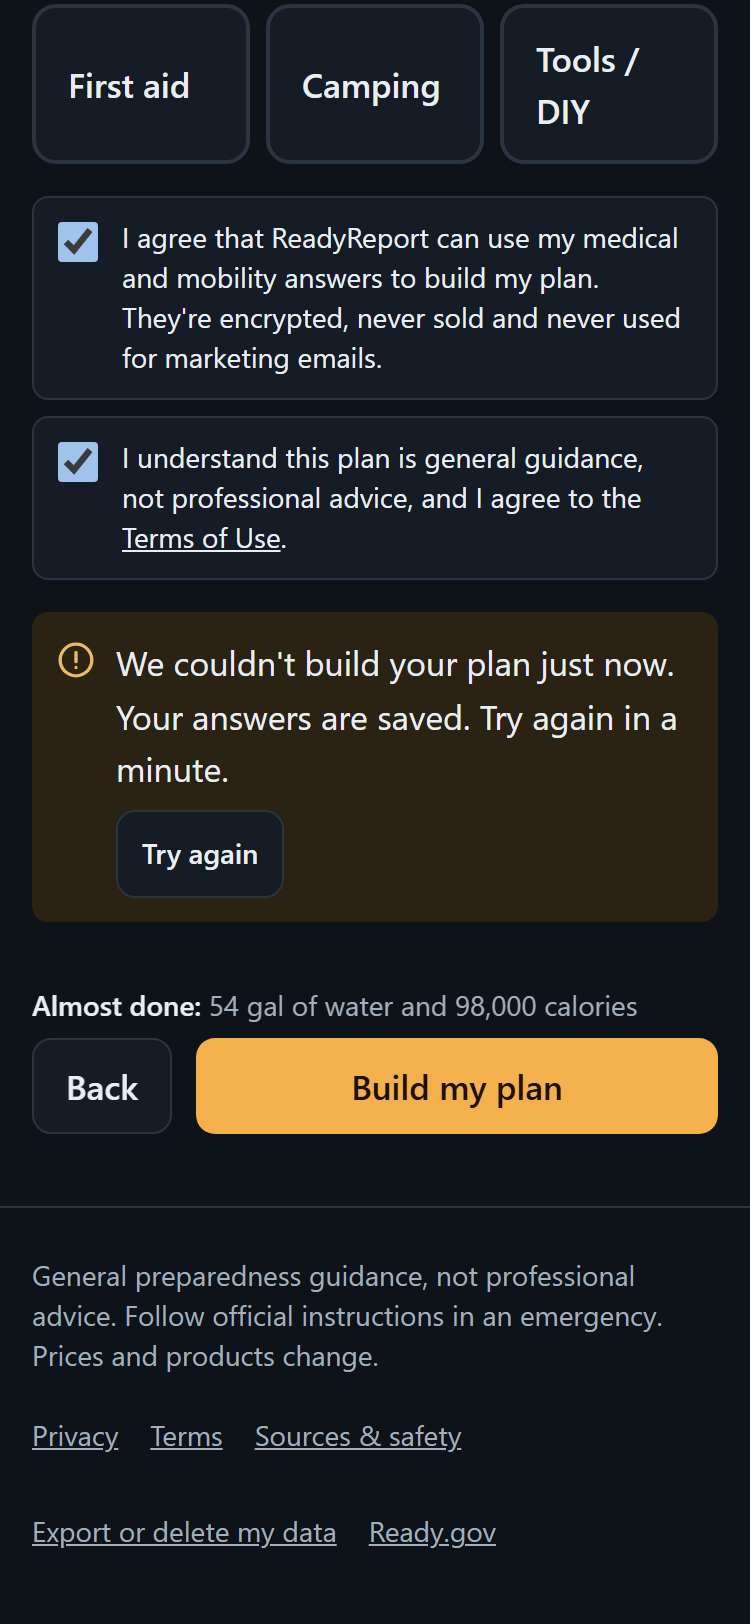 First aid
Camping
Tools /
DIY
I agree that ReadyReport can use my medical
and mobility answers to build my plan.
They're encrypted, never sold and never used
for marketing emails.
I understand this plan is general guidance,
not professional advice, and I agree to the
Terms of Use.
We couldn't build your plan just now.
Your answers are saved. Try again in a
minute.
Try again
Almost done: 54 gal of water and 98,000 calories
Back
Build my plan
General preparedness guidance, not professional
advice. Follow official instructions in an emergency.
Prices and products change.
Privacy Terms Sources & safety
Export or delete my data Ready.gov